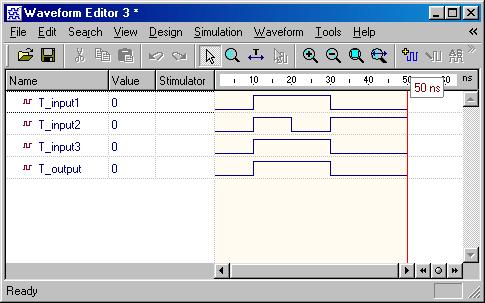 Waveform Editor 3 *
File Edit Search View Design Simulation Waveform Tools Help
Name Value Stimulator 10 20 30 40 50 60 ns
50 ns
T_input1 0
T_input2 0
T_input3 0
T_output 0
Ready